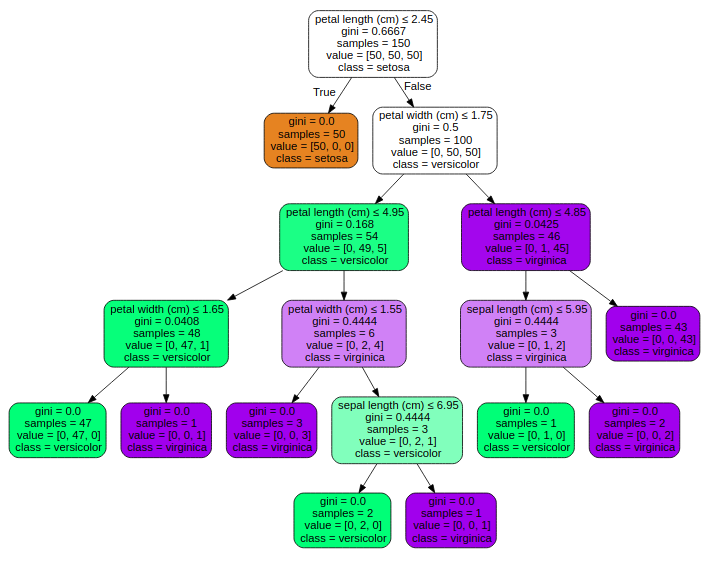 petal length (cm) ≤ 2.45
gini = 0.6667
samples = 150
value = [50, 50, 50]
class = setosa
True
False
gini = 0.0
samples = 50
value = [50, 0, 0]
class = setosa
petal width (cm) ≤ 1.75
gini = 0.5
samples = 100
value = [0, 50, 50]
class = versicolor
petal length (cm) ≤ 4.95
gini = 0.168
samples = 54
value = [0, 49, 5]
class = versicolor
petal length (cm) ≤ 4.85
gini = 0.0425
samples = 46
value = [0, 1, 45]
class = virginica
petal width (cm) ≤ 1.65
gini = 0.0408
samples = 48
value = [0, 47, 1]
class = versicolor
petal width (cm) ≤ 1.55
gini = 0.4444
samples = 6
value = [0, 2, 4]
class = virginica
sepal length (cm) ≤ 5.95
gini = 0.4444
samples = 3
value = [0, 1, 2]
class = virginica
gini = 0.0
samples = 43
value = [0, 0, 43]
class = virginica
gini = 0.0
samples = 47
value = [0, 47, 0]
class = versicolor
gini = 0.0
samples = 1
value = [0, 0, 1]
class = virginica
gini = 0.0
samples = 3
value = [0, 0, 3]
class = virginica
sepal length (cm) ≤ 6.95
gini = 0.4444
samples = 3
value = [0, 2, 1]
class = versicolor
gini = 0.0
samples = 1
value = [0, 1, 0]
class = versicolor
gini = 0.0
samples = 2
value = [0, 0, 2]
class = virginica
gini = 0.0
samples = 2
value = [0, 2, 0]
class = versicolor
gini = 0.0
samples = 1
value = [0, 0, 1]
class = virginica